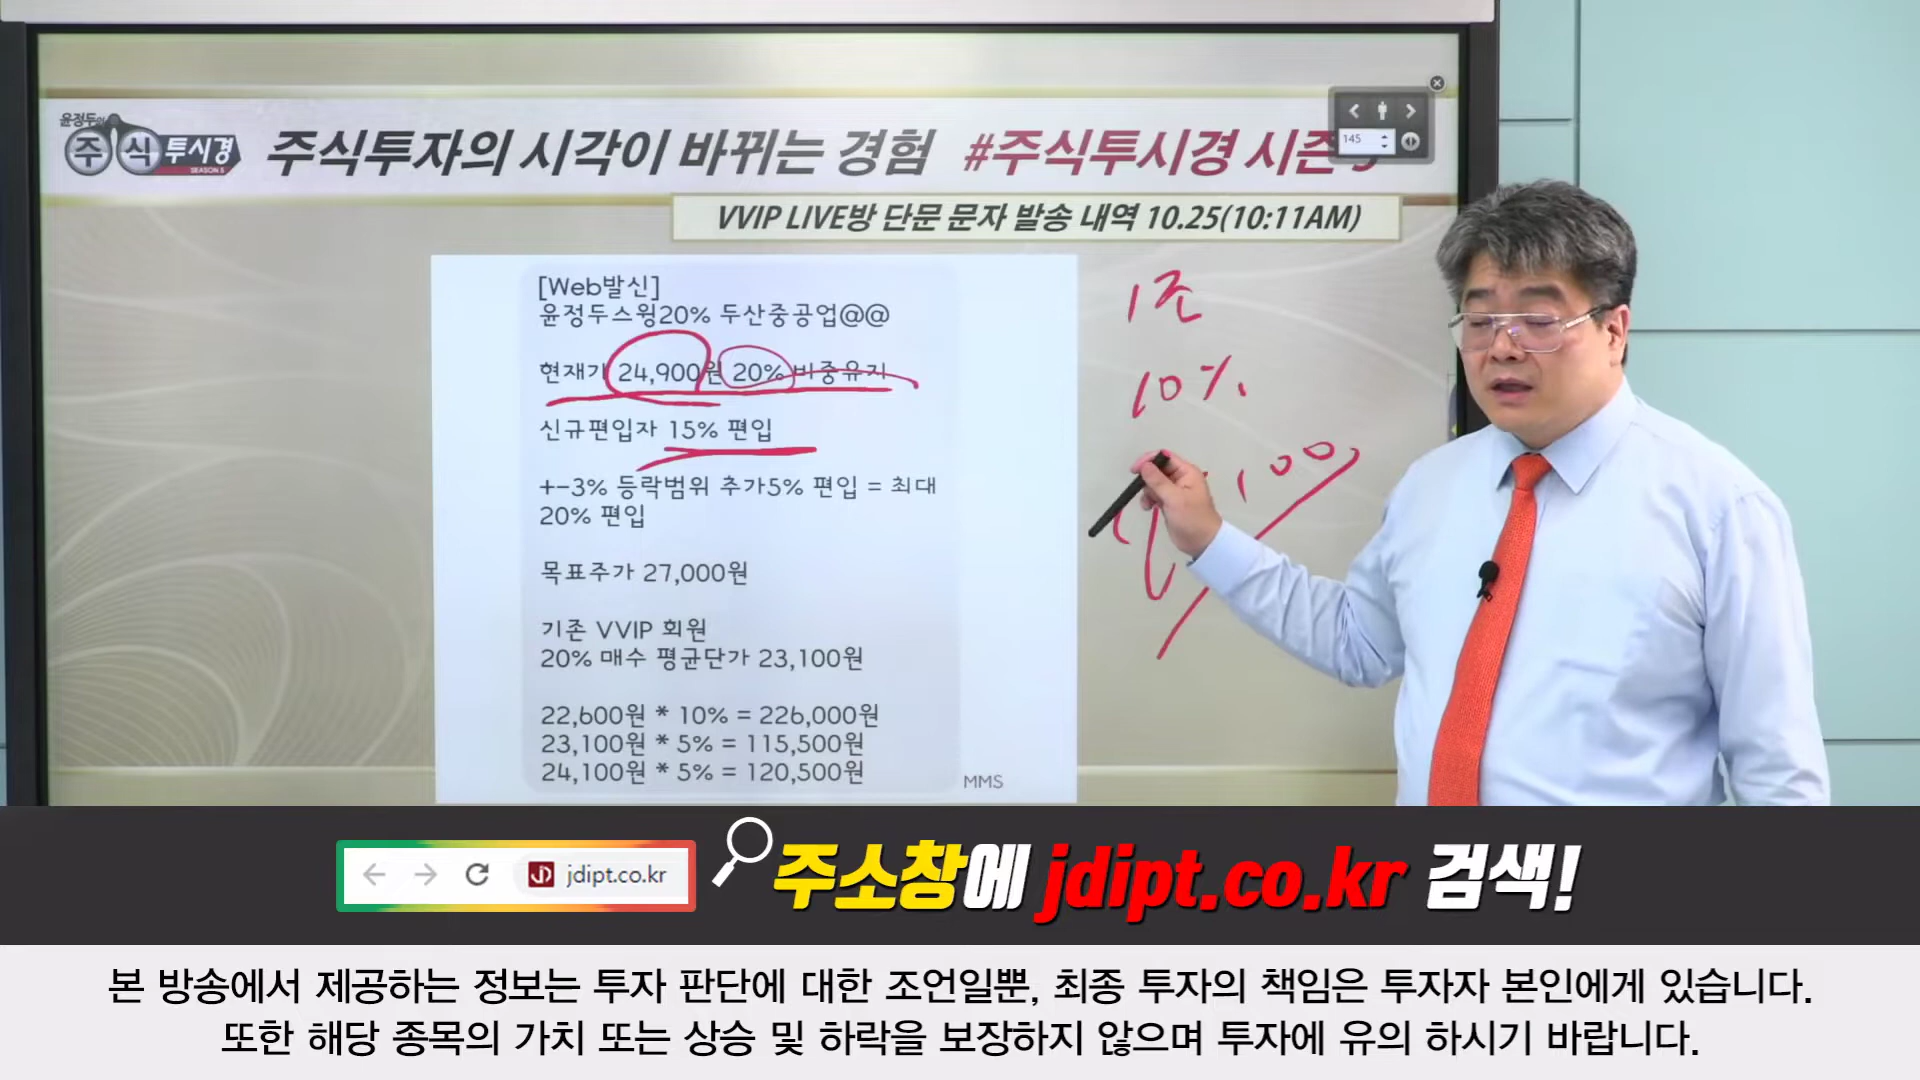 윤정두의
주식투시경
SEASON 5
주식투자의 시각이 바뀌는 경험 #주식투시경 시즌
145
VVIP LIVE방 단문 문자 발송 내역 10.25(10:11AM)
[Web발신]
윤정두스윙20% 두산중공업@@
현재가 24,900원 20% 비중유지
신규편입자 15% 편입
+-3% 등락범위 추가5% 편입 = 최대
20% 편입
목표주가 27,000원
기존 VVIP 회원
20% 매수 평균단가 23,100원
22,600원 * 10% = 226,000원
23,100원 * 5% = 115,500원
24,100원 * 5% = 120,500원
MMS
1조
10%
100
jdipt.co.kr
주소창에 jdipt.co.kr 검색!
본 방송에서 제공하는 정보는 투자 판단에 대한 조언일뿐, 최종 투자의 책임은 투자자 본인에게 있습니다.
또한 해당 종목의 가치 또는 상승 및 하락을 보장하지 않으며 투자에 유의 하시기 바랍니다.